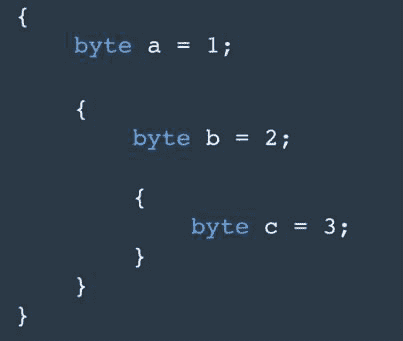 {
byte a = 1;
{
byte b = 2;
{
byte c = 3;
}
}
}